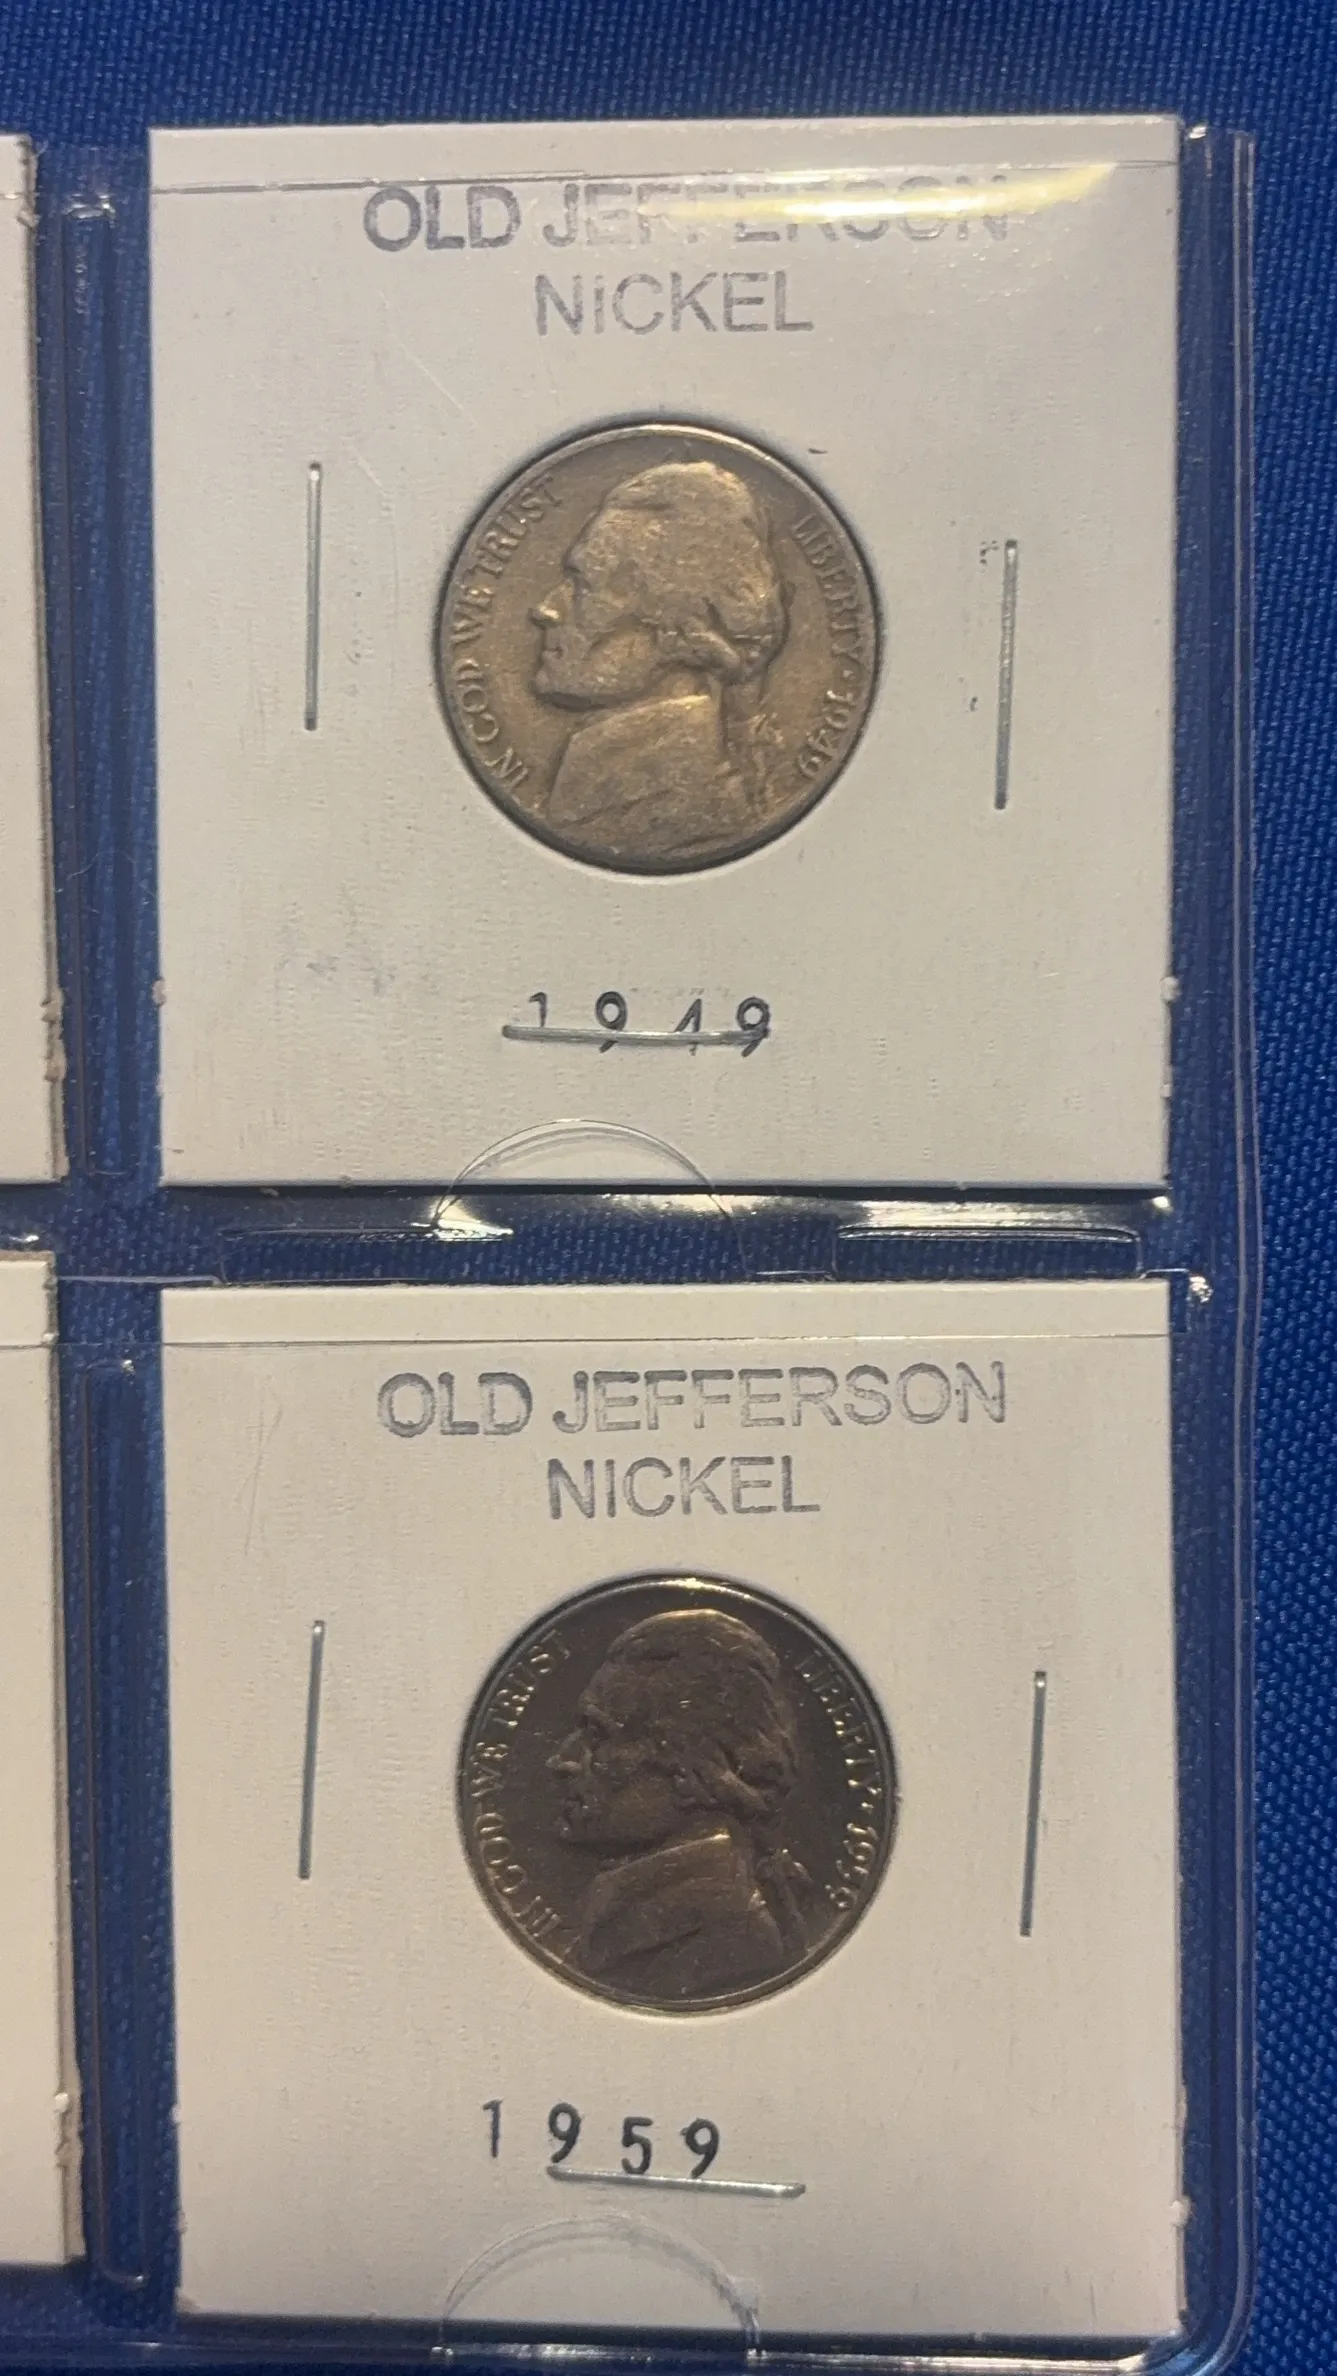 OLD JEFFERSON
NICKEL
IN GOD WE TRUST
LIBERTY · 1949
1949
OLD JEFFERSON
NICKEL
IN GOD WE TRUST
LIBERTY · 1959
1959